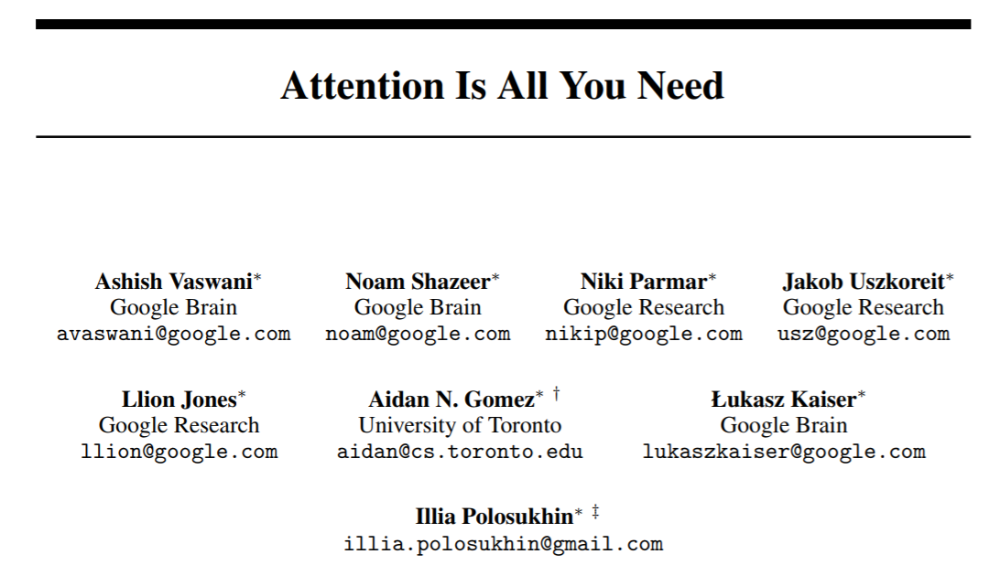 Attention Is All You Need
Ashish Vaswani* Noam Shazeer* Niki Parmar* Jakob Uszkoreit*
Google Brain Google Brain Google Research Google Research
avaswani@google.com noam@google.com nikip@google.com usz@google.com
Llion Jones* Aidan N. Gomez* † Łukasz Kaiser*
Google Research University of Toronto Google Brain
llion@google.com aidan@cs.toronto.edu lukaszkaiser@google.com
Illia Polosukhin* ‡
illia.polosukhin@gmail.com